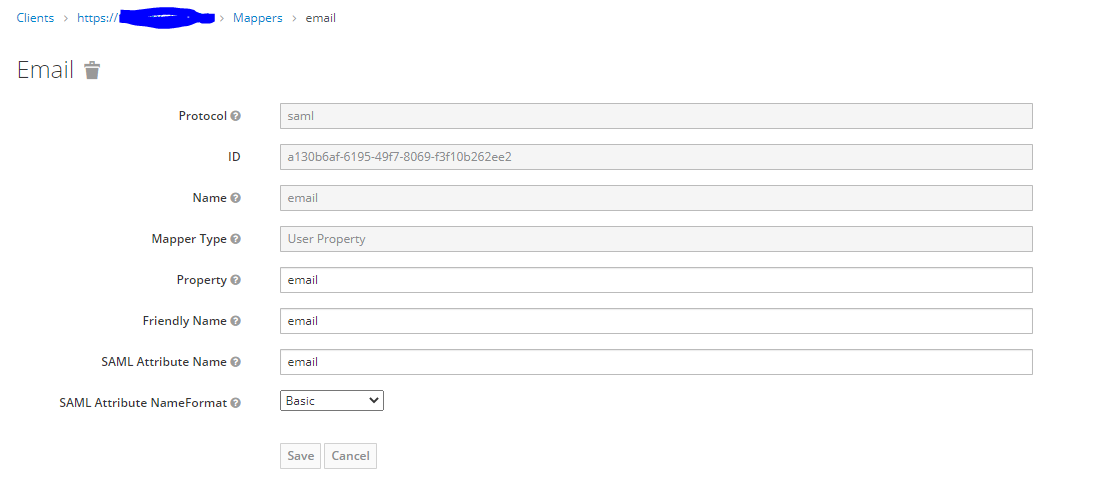 Clients > https:// > Mappers > email
Email
Protocol saml
ID a130b6af-6195-49f7-8069-f3f10b262ee2
Name email
Mapper Type User Property
Property email
Friendly Name email
SAML Attribute Name email
SAML Attribute NameFormat Basic
Save Cancel